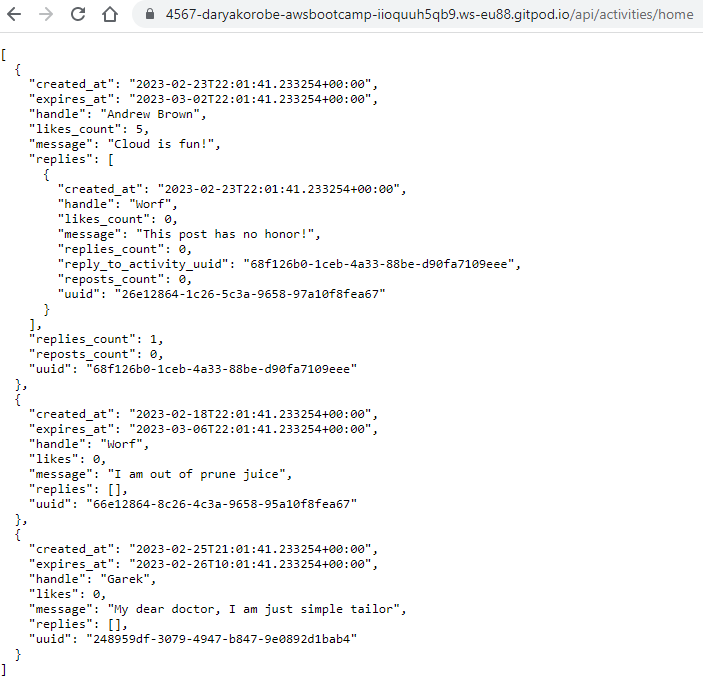 4567-daryakorobe-awsbootcamp-iioquuh5qb9.ws-eu88.gitpod.io/api/activities/home
[
  {
    "created_at": "2023-02-23T22:01:41.233254+00:00",
    "expires_at": "2023-03-02T22:01:41.233254+00:00",
    "handle": "Andrew Brown",
    "likes_count": 5,
    "message": "Cloud is fun!",
    "replies": [
      {
        "created_at": "2023-02-23T22:01:41.233254+00:00",
        "handle": "Worf",
        "likes_count": 0,
        "message": "This post has no honor!",
        "replies_count": 0,
        "reply_to_activity_uuid": "68f126b0-1ceb-4a33-88be-d90fa7109eee",
        "reposts_count": 0,
        "uuid": "26e12864-1c26-5c3a-9658-97a10f8fea67"
      }
    ],
    "replies_count": 1,
    "reposts_count": 0,
    "uuid": "68f126b0-1ceb-4a33-88be-d90fa7109eee"
  },
  {
    "created_at": "2023-02-18T22:01:41.233254+00:00",
    "expires_at": "2023-03-06T22:01:41.233254+00:00",
    "handle": "Worf",
    "likes": 0,
    "message": "I am out of prune juice",
    "replies": [],
    "uuid": "66e12864-8c26-4c3a-9658-95a10f8fea67"
  },
  {
    "created_at": "2023-02-25T21:01:41.233254+00:00",
    "expires_at": "2023-02-26T10:01:41.233254+00:00",
    "handle": "Garek",
    "likes": 0,
    "message": "My dear doctor, I am just simple tailor",
    "replies": [],
    "uuid": "248959df-3079-4947-b847-9e0892d1bab4"
  }
]